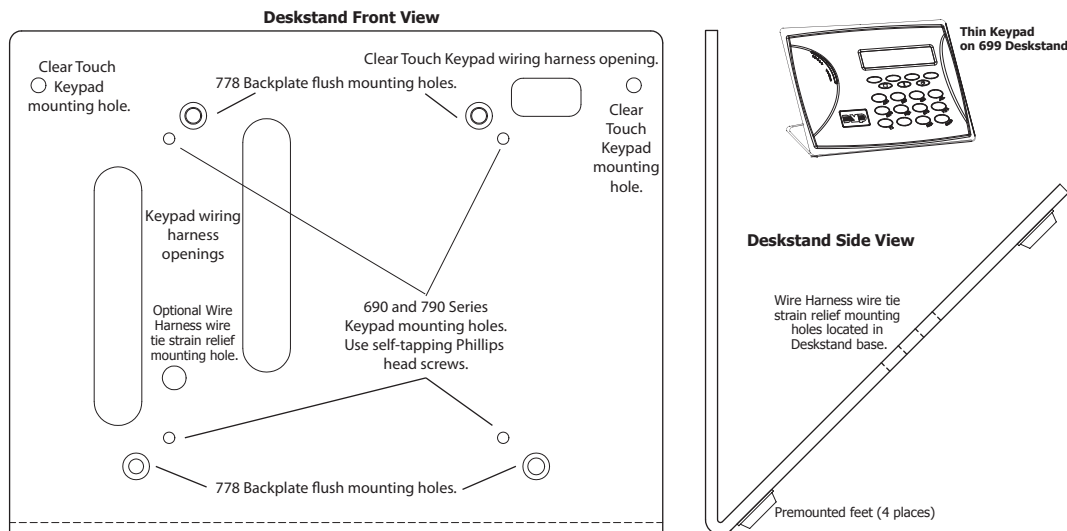 Deskstand Front View
Clear Touch
Keypad
mounting hole.
778 Backplate flush mounting holes.
Clear Touch Keypad wiring harness opening.
Clear
Touch
Keypad
mounting
hole.
Keypad wiring
harness
openings
Optional Wire
Harness wire
tie strain relief
mounting hole.
690 and 790 Series
Keypad mounting holes.
Use self-tapping Phillips
head screws.
778 Backplate flush mounting holes.
Thin Keypad
on 699 Deskstand
Deskstand Side View
Wire Harness wire tie
strain relief mounting
holes located in
Deskstand base.
Premounted feet (4 places)